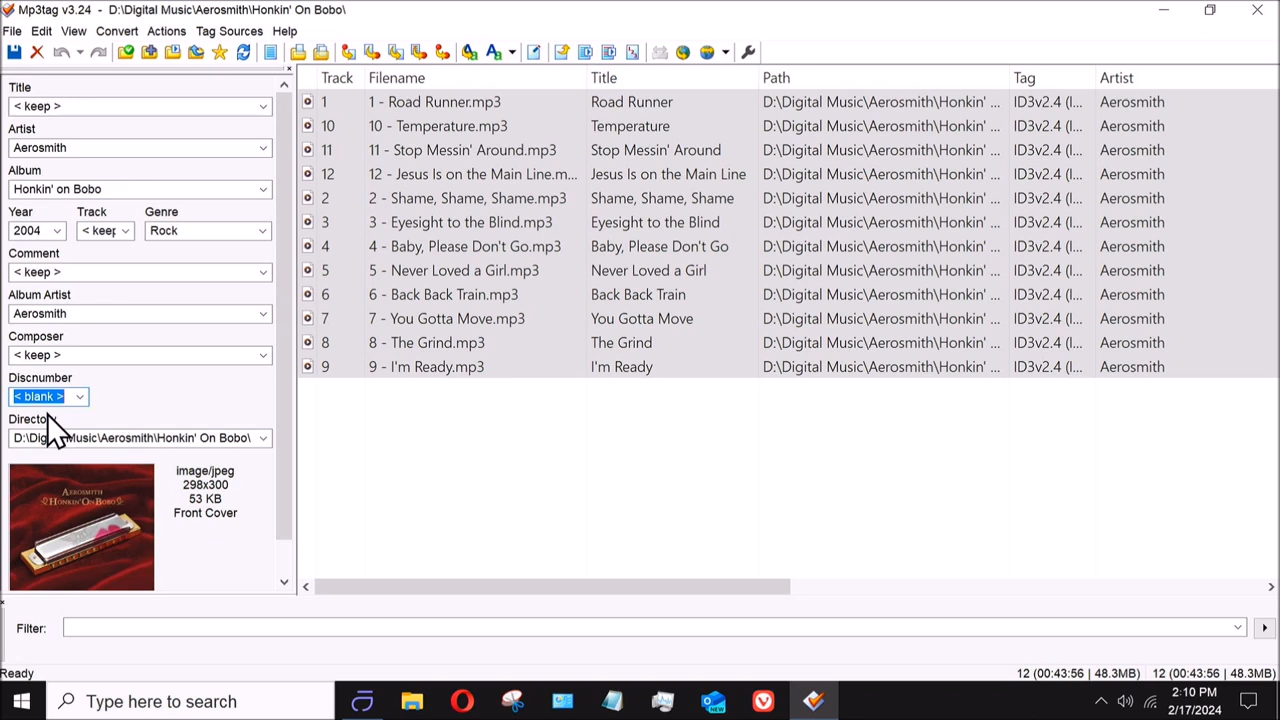 Mp3tag v3.24 - D:\Digital Music\Aerosmith\Honkin' On Bobo\
File Edit View Convert Actions Tag Sources Help
Title
< keep >
Artist
Aerosmith
Album
Honkin' on Bobo
Year Track Genre
2004 < keep Rock
Comment
< keep >
Album Artist
Aerosmith
Composer
< keep >
Discnumber
< blank >
Directory
D:\Digital Music\Aerosmith\Honkin' On Bobo\
AEROSMITH
HONKIN' ON BOBO
image/jpeg
298x300
53 KB
Front Cover
Track Filename Title Path Tag Artist
1 1 - Road Runner.mp3 Road Runner D:\Digital Music\Aerosmith\Honkin' ... ID3v2.4 (I... Aerosmith
10 10 - Temperature.mp3 Temperature D:\Digital Music\Aerosmith\Honkin' ... ID3v2.4 (I... Aerosmith
11 11 - Stop Messin' Around.mp3 Stop Messin' Around D:\Digital Music\Aerosmith\Honkin' ... ID3v2.4 (I... Aerosmith
12 12 - Jesus Is on the Main Line.m... Jesus Is on the Main Line D:\Digital Music\Aerosmith\Honkin' ... ID3v2.4 (I... Aerosmith
2 2 - Shame, Shame, Shame.mp3 Shame, Shame, Shame D:\Digital Music\Aerosmith\Honkin' ... ID3v2.4 (I... Aerosmith
3 3 - Eyesight to the Blind.mp3 Eyesight to the Blind D:\Digital Music\Aerosmith\Honkin' ... ID3v2.4 (I... Aerosmith
4 4 - Baby, Please Don't Go.mp3 Baby, Please Don't Go D:\Digital Music\Aerosmith\Honkin' ... ID3v2.4 (I... Aerosmith
5 5 - Never Loved a Girl.mp3 Never Loved a Girl D:\Digital Music\Aerosmith\Honkin' ... ID3v2.4 (I... Aerosmith
6 6 - Back Back Train.mp3 Back Back Train D:\Digital Music\Aerosmith\Honkin' ... ID3v2.4 (I... Aerosmith
7 7 - You Gotta Move.mp3 You Gotta Move D:\Digital Music\Aerosmith\Honkin' ... ID3v2.4 (I... Aerosmith
8 8 - The Grind.mp3 The Grind D:\Digital Music\Aerosmith\Honkin' ... ID3v2.4 (I... Aerosmith
9 9 - I'm Ready.mp3 I'm Ready D:\Digital Music\Aerosmith\Honkin' ... ID3v2.4 (I... Aerosmith
Filter:
Ready 12 (00:43:56 | 48.3MB) 12 (00:43:56 | 48.3MB)
Type here to search
2:10 PM
2/17/2024